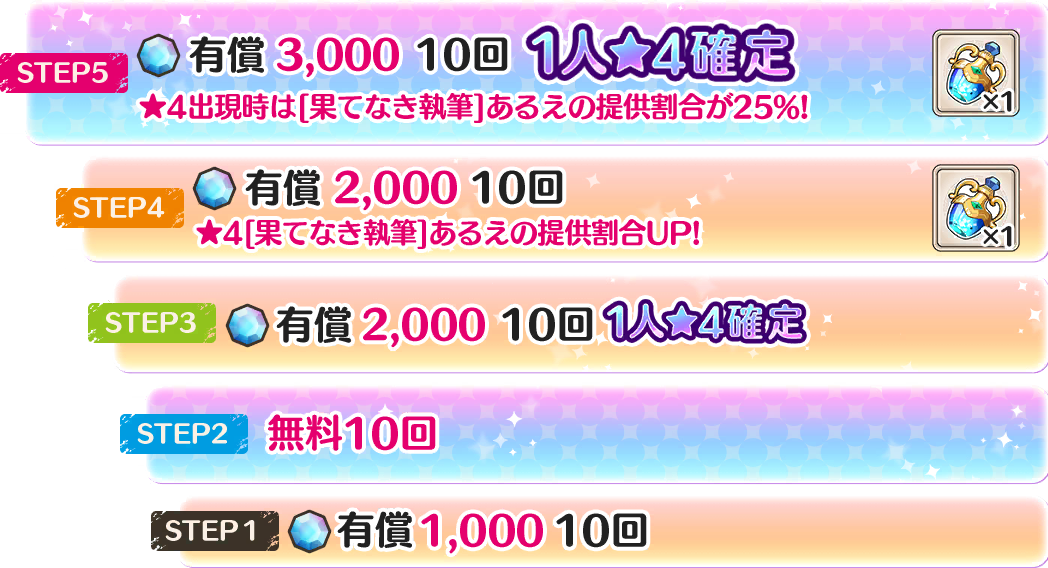 STEP5 有償 3,000 10回 1人★4確定
★4出現時は[果てなき執筆]あるえの提供割合が25%!
×1
STEP4 有償 2,000 10回
★4[果てなき執筆]あるえの提供割合UP!
×1
STEP3 有償 2,000 10回 1人★4確定
STEP2 無料10回
STEP1 有償 1,000 10回